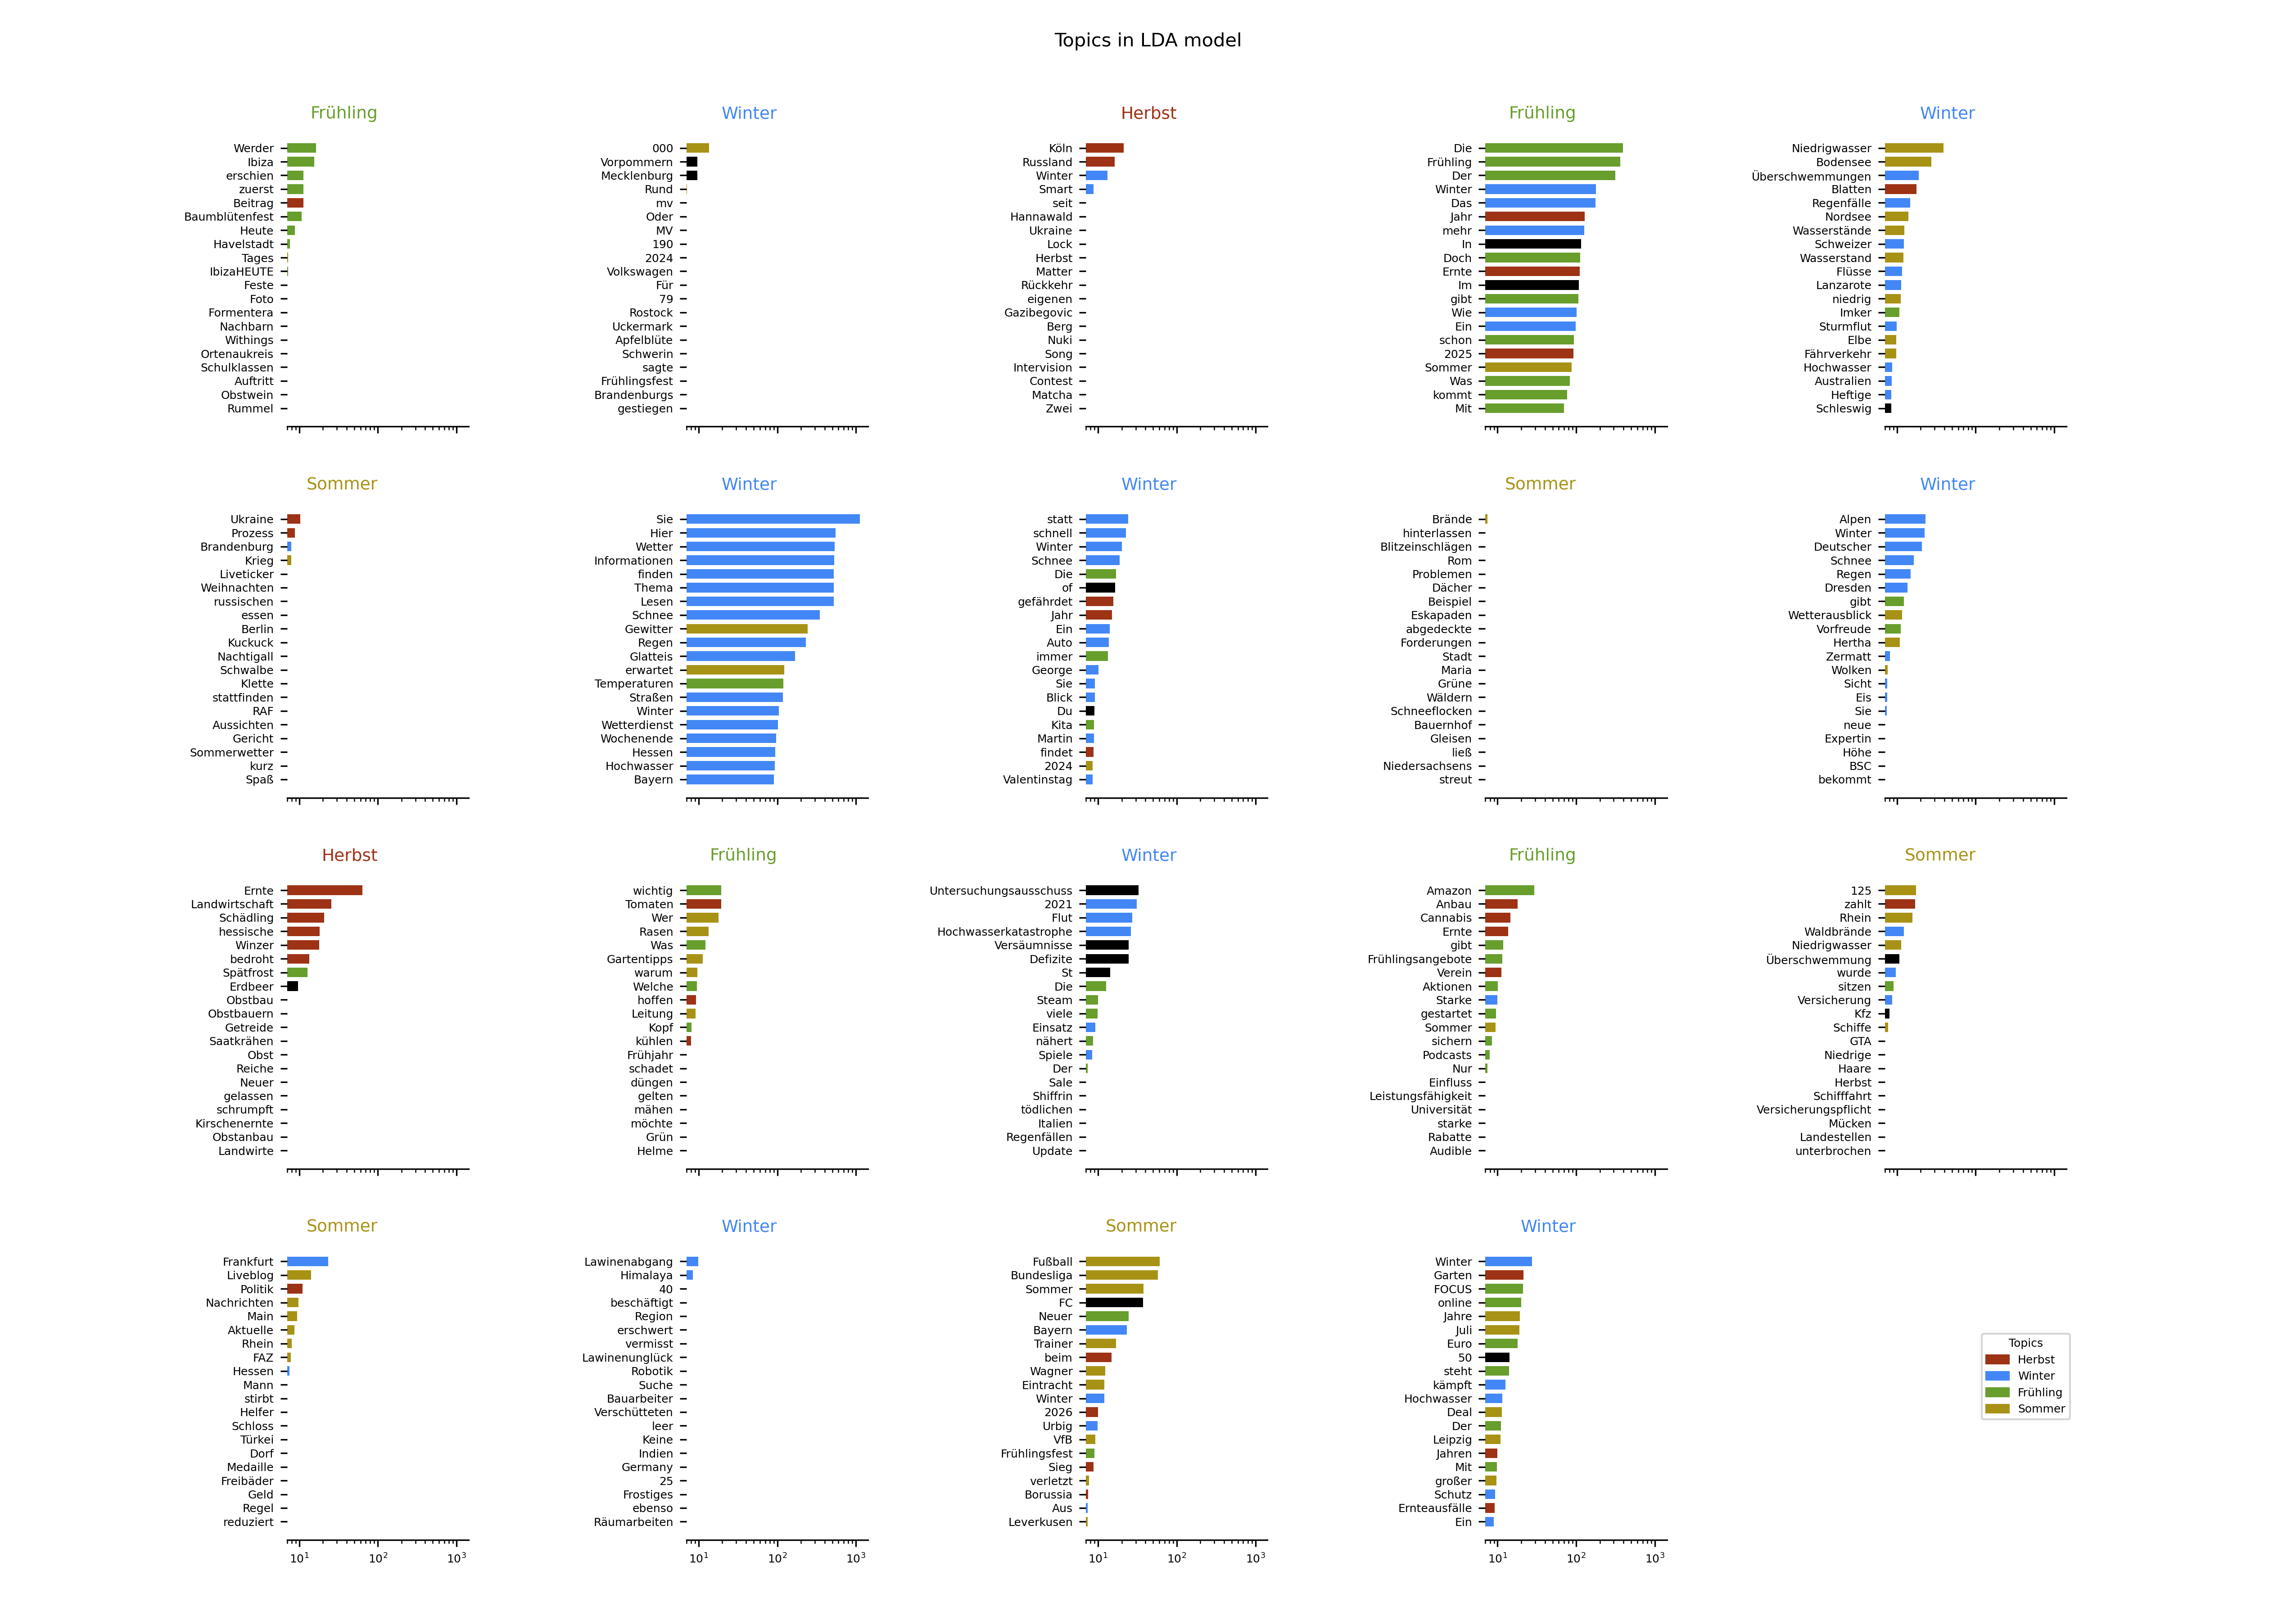 Topics in LDA model
Frühling
Werder
Ibiza
erschien
zuerst
Beitrag
Baumblütenfest
Heute
Havelstadt
Tages
IbizaHEUTE
Feste
Foto
Formentera
Nachbarn
Withings
Ortenaukreis
Schulklassen
Auftritt
Obstwein
Rummel
Winter
000
Vorpommern
Mecklenburg
Rund
mv
Oder
MV
190
2024
Volkswagen
Für
79
Rostock
Uckermark
Apfelblüte
Schwerin
sagte
Frühlingsfest
Brandenburgs
gestiegen
Herbst
Köln
Russland
Winter
Smart
seit
Hannawald
Ukraine
Lock
Herbst
Matter
Rückkehr
eigenen
Gazibegovic
Berg
Nuki
Song
Intervision
Contest
Matcha
Zwei
Frühling
Die
Frühling
Der
Winter
Das
Jahr
mehr
In
Doch
Ernte
Im
gibt
Wie
Ein
schon
2025
Sommer
Was
kommt
Mit
Winter
Niedrigwasser
Bodensee
Überschwemmungen
Blatten
Regenfälle
Nordsee
Wasserstände
Schweizer
Wasserstand
Flüsse
Lanzarote
niedrig
Imker
Sturmflut
Elbe
Fährverkehr
Hochwasser
Australien
Heftige
Schleswig
Sommer
Ukraine
Prozess
Brandenburg
Krieg
Liveticker
Weihnachten
russischen
essen
Berlin
Kuckuck
Nachtigall
Schwalbe
Klette
stattfinden
RAF
Aussichten
Gericht
Sommerwetter
kurz
Spaß
Winter
Sie
Hier
Wetter
Informationen
finden
Thema
Lesen
Schnee
Gewitter
Regen
Glatteis
erwartet
Temperaturen
Straßen
Winter
Wetterdienst
Wochenende
Hessen
Hochwasser
Bayern
Winter
statt
schnell
Winter
Schnee
Die
of
gefährdet
Jahr
Ein
Auto
immer
George
Sie
Blick
Du
Kita
Martin
findet
2024
Valentinstag
Sommer
Brände
hinterlassen
Blitzeinschlägen
Rom
Problemen
Dächer
Beispiel
Eskapaden
abgedeckte
Forderungen
Stadt
Maria
Grüne
Wäldern
Schneeflocken
Bauernhof
Gleisen
ließ
Niedersachsens
streut
Winter
Alpen
Winter
Deutscher
Schnee
Regen
Dresden
gibt
Wetterausblick
Vorfreude
Hertha
Zermatt
Wolken
Sicht
Eis
Sie
neue
Expertin
Höhe
BSC
bekommt
Herbst
Ernte
Landwirtschaft
Schädling
hessische
Winzer
bedroht
Spätfrost
Erdbeer
Obstbau
Obstbauern
Getreide
Saatkrähen
Obst
Reiche
Neuer
gelassen
schrumpft
Kirschenernte
Obstanbau
Landwirte
Frühling
wichtig
Tomaten
Wer
Rasen
Was
Gartentipps
warum
Welche
hoffen
Leitung
Kopf
kühlen
Frühjahr
schadet
düngen
gelten
mähen
möchte
Grün
Helme
Winter
Untersuchungsausschuss
2021
Flut
Hochwasserkatastrophe
Versäumnisse
Defizite
St
Die
Steam
viele
Einsatz
nähert
Spiele
Der
Sale
Shiffrin
tödlichen
Italien
Regenfällen
Update
Frühling
Amazon
Anbau
Cannabis
Ernte
gibt
Frühlingsangebote
Verein
Aktionen
Starke
gestartet
Sommer
sichern
Podcasts
Nur
Einfluss
Leistungsfähigkeit
Universität
starke
Rabatte
Audible
Sommer
125
zahlt
Rhein
Waldbrände
Niedrigwasser
Überschwemmung
wurde
sitzen
Versicherung
Kfz
Schiffe
GTA
Niedrige
Haare
Herbst
Schifffahrt
Versicherungspflicht
Mücken
Landestellen
unterbrochen
Sommer
Frankfurt
Liveblog
Politik
Nachrichten
Main
Aktuelle
Rhein
FAZ
Hessen
Mann
stirbt
Helfer
Schloss
Türkei
Dorf
Medaille
Freibäder
Geld
Regel
reduziert
10¹ 10² 10³
Winter
Lawinenabgang
Himalaya
40
beschäftigt
Region
erschwert
vermisst
Lawinenunglück
Robotik
Suche
Bauarbeiter
Verschütteten
leer
Keine
Indien
Germany
25
Frostiges
ebenso
Räumarbeiten
10¹ 10² 10³
Sommer
Fußball
Bundesliga
Sommer
FC
Neuer
Bayern
Trainer
beim
Wagner
Eintracht
Winter
2026
Urbig
VfB
Frühlingsfest
Sieg
verletzt
Borussia
Aus
Leverkusen
10¹ 10² 10³
Winter
Winter
Garten
FOCUS
online
Jahre
Juli
Euro
50
steht
kämpft
Hochwasser
Deal
Der
Leipzig
Jahren
Mit
großer
Schutz
Ernteausfälle
Ein
10¹ 10² 10³
Topics
Herbst
Winter
Frühling
Sommer